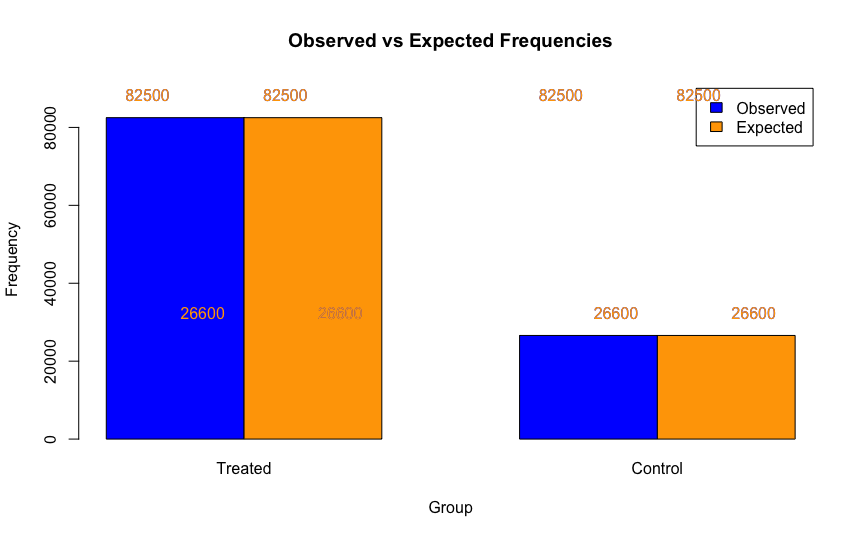 Observed vs Expected Frequencies
82500 82500 82500 82500
Observed
Expected
80000
60000
40000
20000
0
Frequency
26600 26600 26600 26600
Treated Control
Group